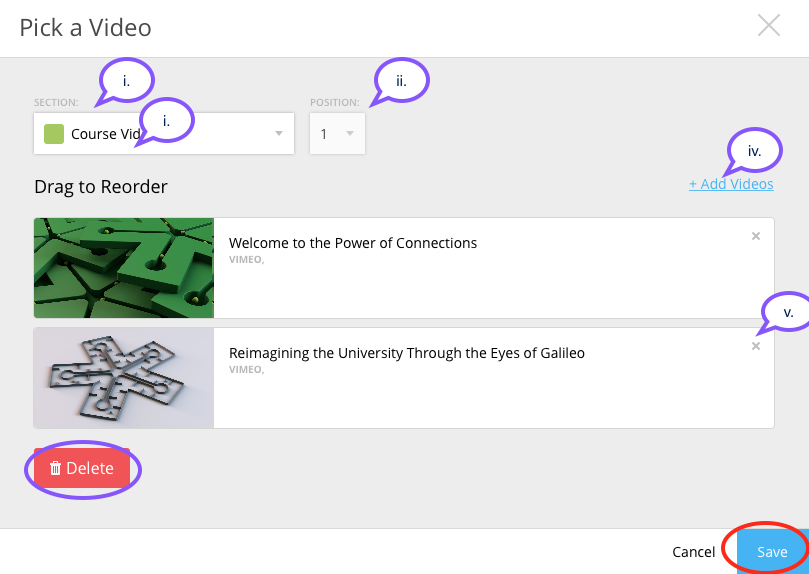 Pick a Video
i.
ii.
SECTION:
POSITION:
i.
Course Vid
1
iv.
Drag to Reorder
+ Add Videos
Welcome to the Power of Connections
VIMEO,
v.
Reimagining the University Through the Eyes of Galileo
VIMEO,
Delete
Cancel
Save